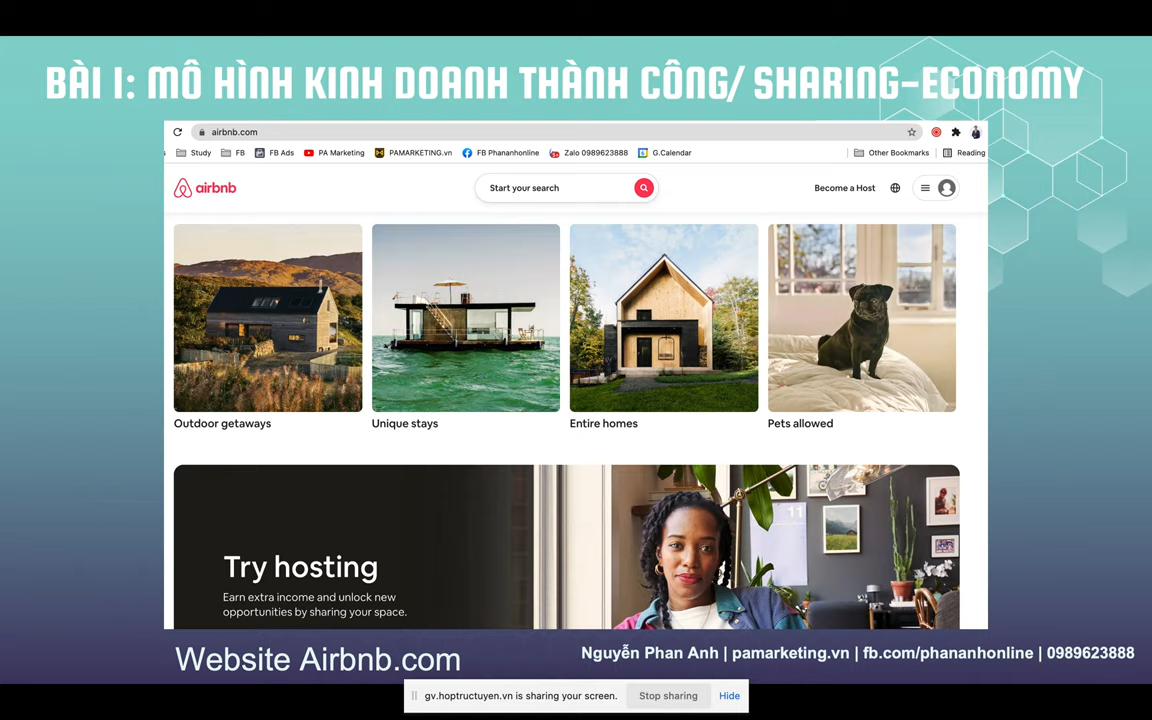 BÀI 1: MÔ HÌNH KINH DOANH THÀNH CÔNG/ SHARING-ECONOMY
airbnb.com
s Study FB FB Ads PA Marketing PAMARKETING.vn FB Phananhonline Zalo 0989623888 G.Calendar Other Bookmarks Reading
airbnb Start your search Become a Host
Outdoor getaways Unique stays Entire homes Pets allowed
11
Try hosting
Earn extra income and unlock new
opportunities by sharing your space.
Website Airbnb.com
Nguyễn Phan Anh | pamarketing.vn | fb.com/phananhonline | 0989623888
gv.hoptructuyen.vn is sharing your screen. Stop sharing Hide